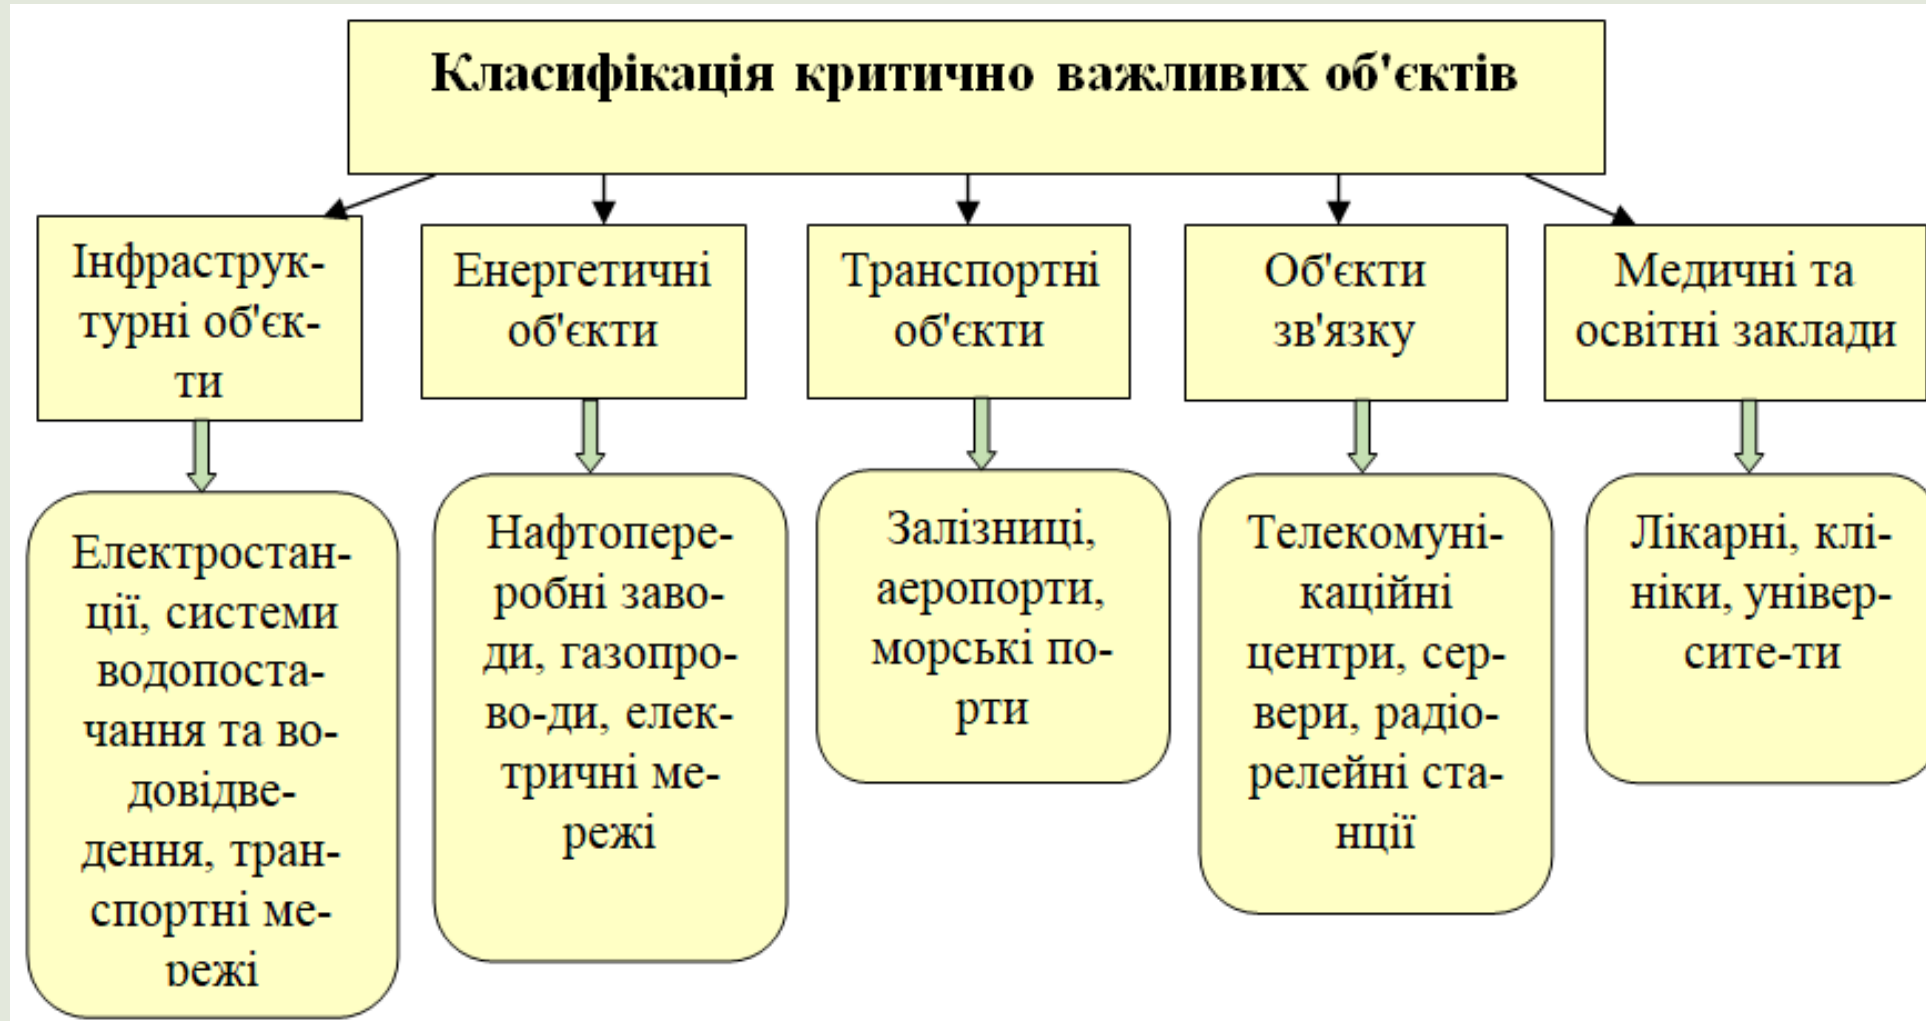 Класифікація критично важливих об'єктів
Інфраструк-
турні об'єк-
ти
Енергетичні
об'єкти
Транспортні
об'єкти
Об'єкти
зв'язку
Медичні та
освітні заклади
Електростан-
ції, системи
водопоста-
чання та во-
довідве-
дення, тран-
спортні ме-
режі
Нафтопере-
робні заво-
ди, газопро-
во-ди, елек-
тричні ме-
режі
Залізниці,
аеропорти,
морські по-
рти
Телекомуні-
каційні
центри, сер-
вери, радіо-
релейні ста-
нції
Лікарні, клі-
ніки, універ-
сите-ти